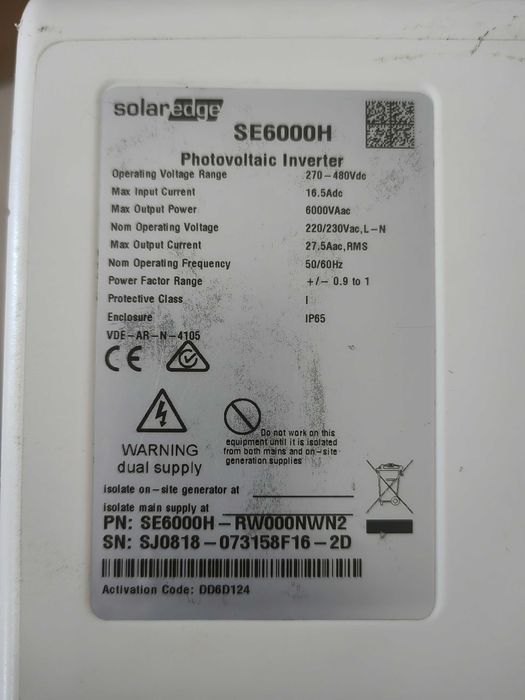 solaredge
SE6000H
Photovoltaic Inverter
Operating Voltage Range 270-480Vdc
Max Input Current 16.5Adc
Max Output Power 6000VAac
Nom Operating Voltage 220/230Vac,L-N
Max Output Current 27.5Aac,RMS
Nom Operating Frequency 50/60Hz
Power Factor Range +/- 0.9 to 1
Protective Class I
Enclosure IP65
VDE-AR-N-4105
CE
WARNING
dual supply
Do not work on this
equipment until it is isolated
from both mains and on-site
generation supplies
isolate on-site generator at
isolate main supply at
PN: SE6000H-RW000NWN2
SN: SJ0818-073158F16-2D
Activation Code: DD6D124